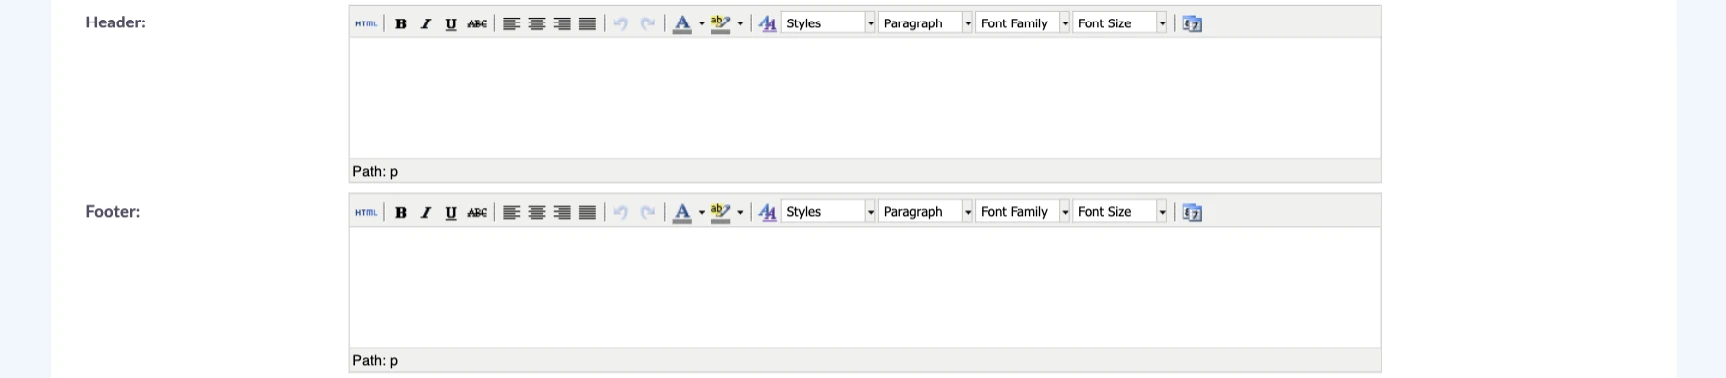 Header:
HTML B I U ABC A ab A Styles Paragraph Font Family Font Size
Path: p
Footer:
HTML B I U ABC A ab A Styles Paragraph Font Family Font Size
Path: p